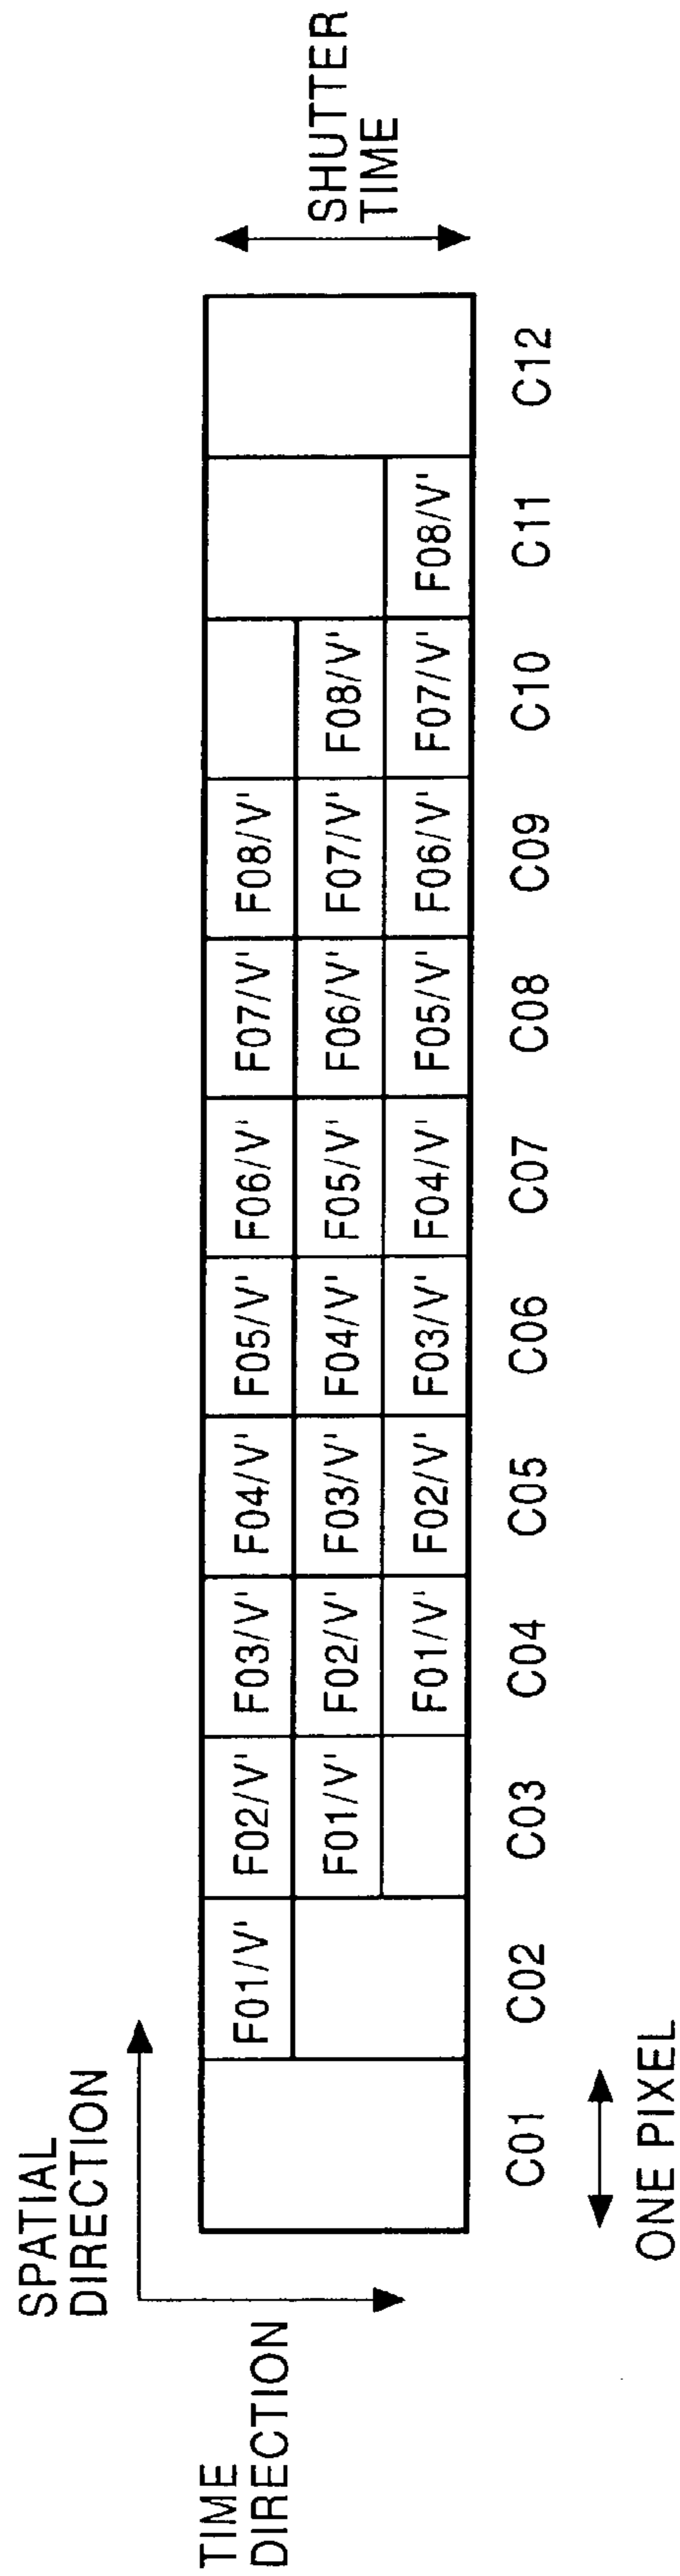 SPATIAL
DIRECTION
TIME
DIRECTION
SHUTTER
TIME
F01/V' F02/V' F03/V' F04/V' F05/V' F06/V' F07/V' F08/V'
F01/V' F02/V' F03/V' F04/V' F05/V' F06/V' F07/V' F08/V'
F01/V' F02/V' F03/V' F04/V' F05/V' F06/V' F07/V' F08/V'
C01 C02 C03 C04 C05 C06 C07 C08 C09 C10 C11 C12
ONE PIXEL